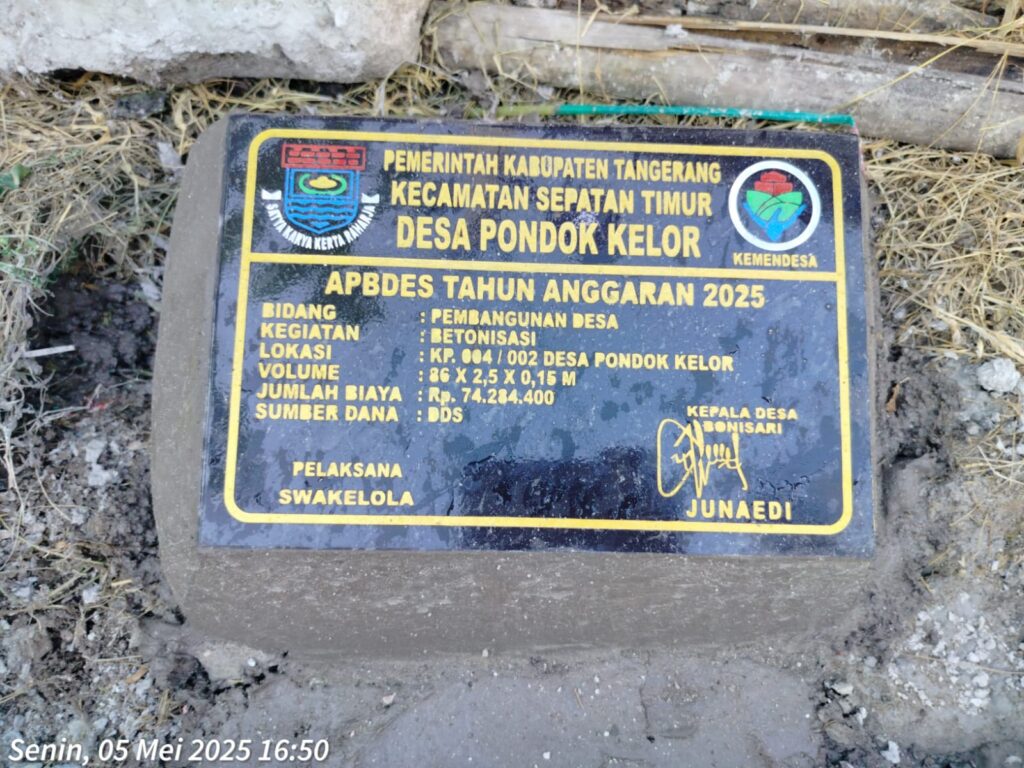 PEMERINTAH KABUPATEN TANGERANG
KECAMATAN SEPATAN TIMUR
DESA PONDOK KELOR
SATYA KARYA KERTA RAHARJA
KEMENDESA
APBDES TAHUN ANGGARAN 2025
BIDANG : PEMBANGUNAN DESA
KEGIATAN : BETONISASI
LOKASI : KP. 004 / 002 DESA PONDOK KELOR
VOLUME : 86 X 2,5 X 0,15 M
JUMLAH BIAYA : Rp. 74.284.400
SUMBER DANA : DDS
KEPALA DESA
BONISARI
PELAKSANA
SWAKELOLA
JUNAEDI
Senin, 05 Mei 2025 16:50